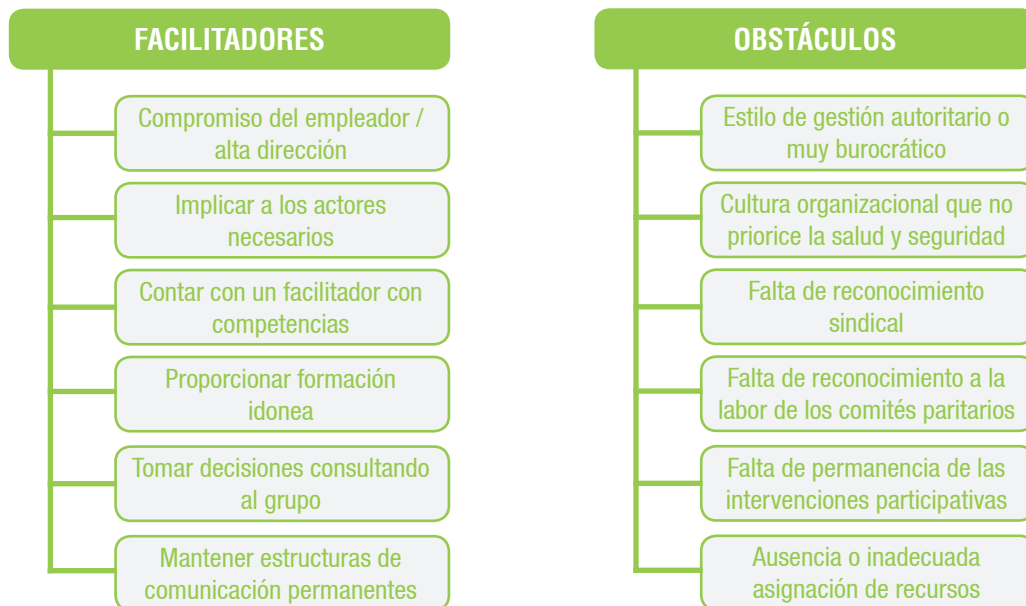 FACILITADORES
Compromiso del empleador /
alta dirección
Implicar a los actores
necesarios
Contar con un facilitador con
competencias
Proporcionar formación
idonea
Tomar decisiones consultando
al grupo
Mantener estructuras de
comunicación permanentes
OBSTÁCULOS
Estilo de gestión autoritario o
muy burocrático
Cultura organizacional que no
priorice la salud y seguridad
Falta de reconocimiento
sindical
Falta de reconocimiento a la
labor de los comités paritarios
Falta de permanencia de las
intervenciones participativas
Ausencia o inadecuada
asignación de recursos